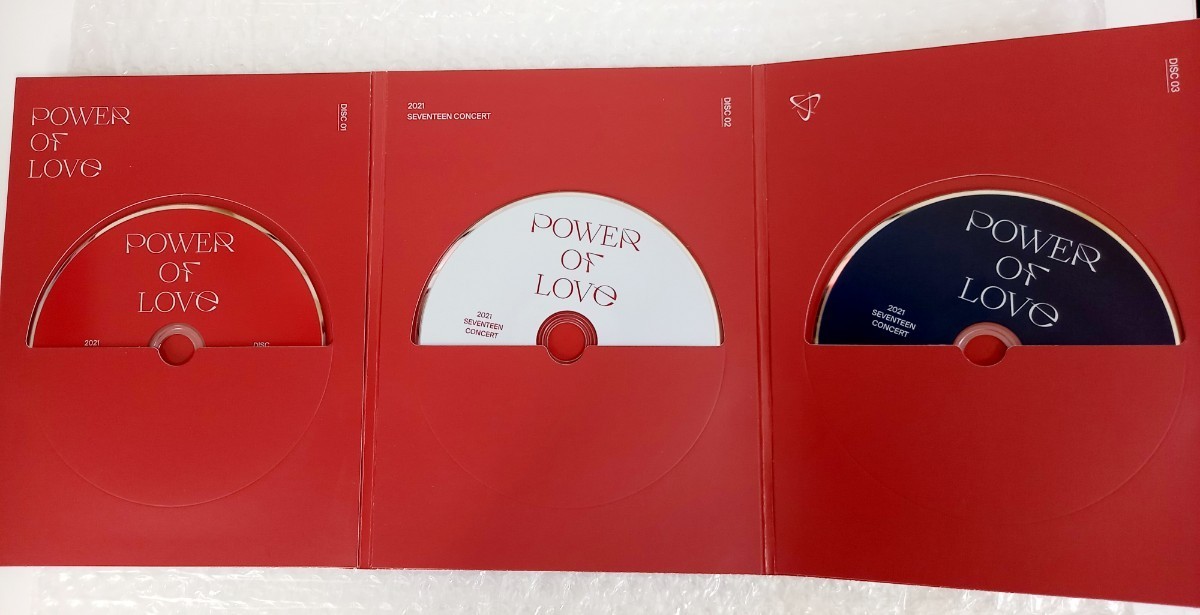 POWER
OF
LOVE
DISC 01
POWER
OF
LOVE
2021
DISC
2021
SEVENTEEN CONCERT
DISC 02
POWER
OF
LOVE
2021
SEVENTEEN
CONCERT
DISC 03
POWER
OF
LOVE
2021
SEVENTEEN
CONCERT